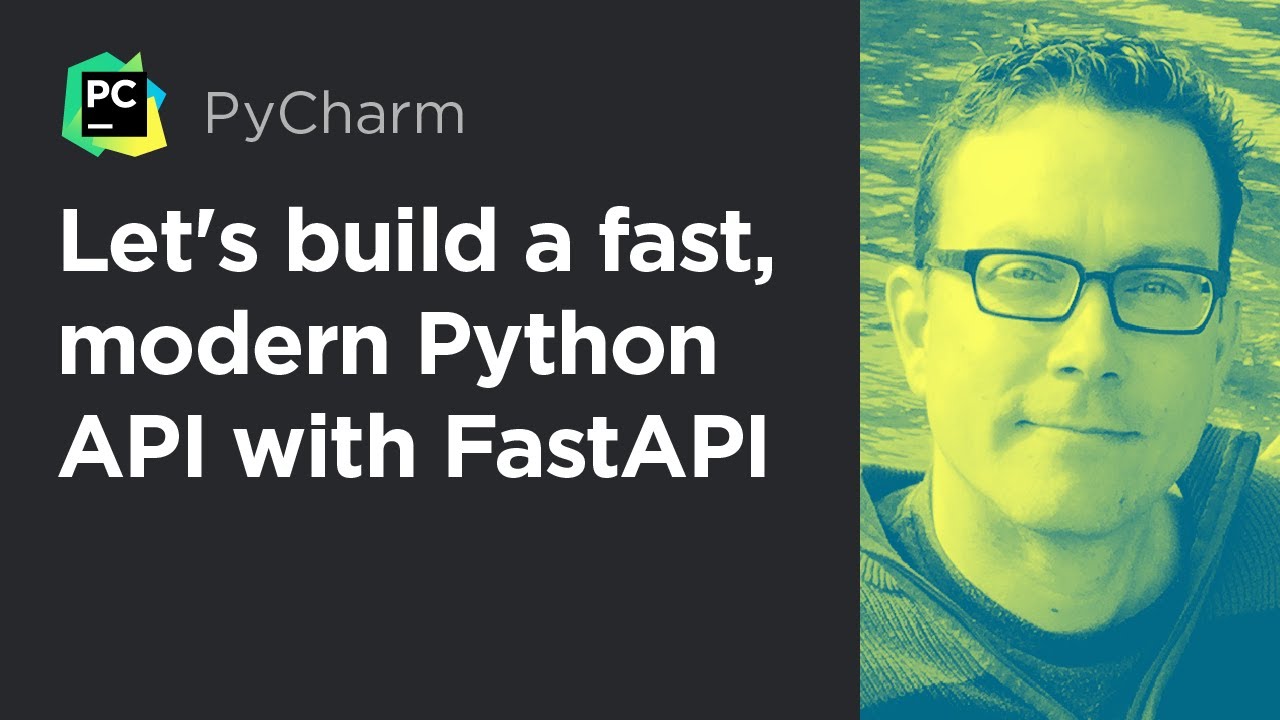 PC
PyCharm
Let's build a fast,
modern Python
API with FastAPI